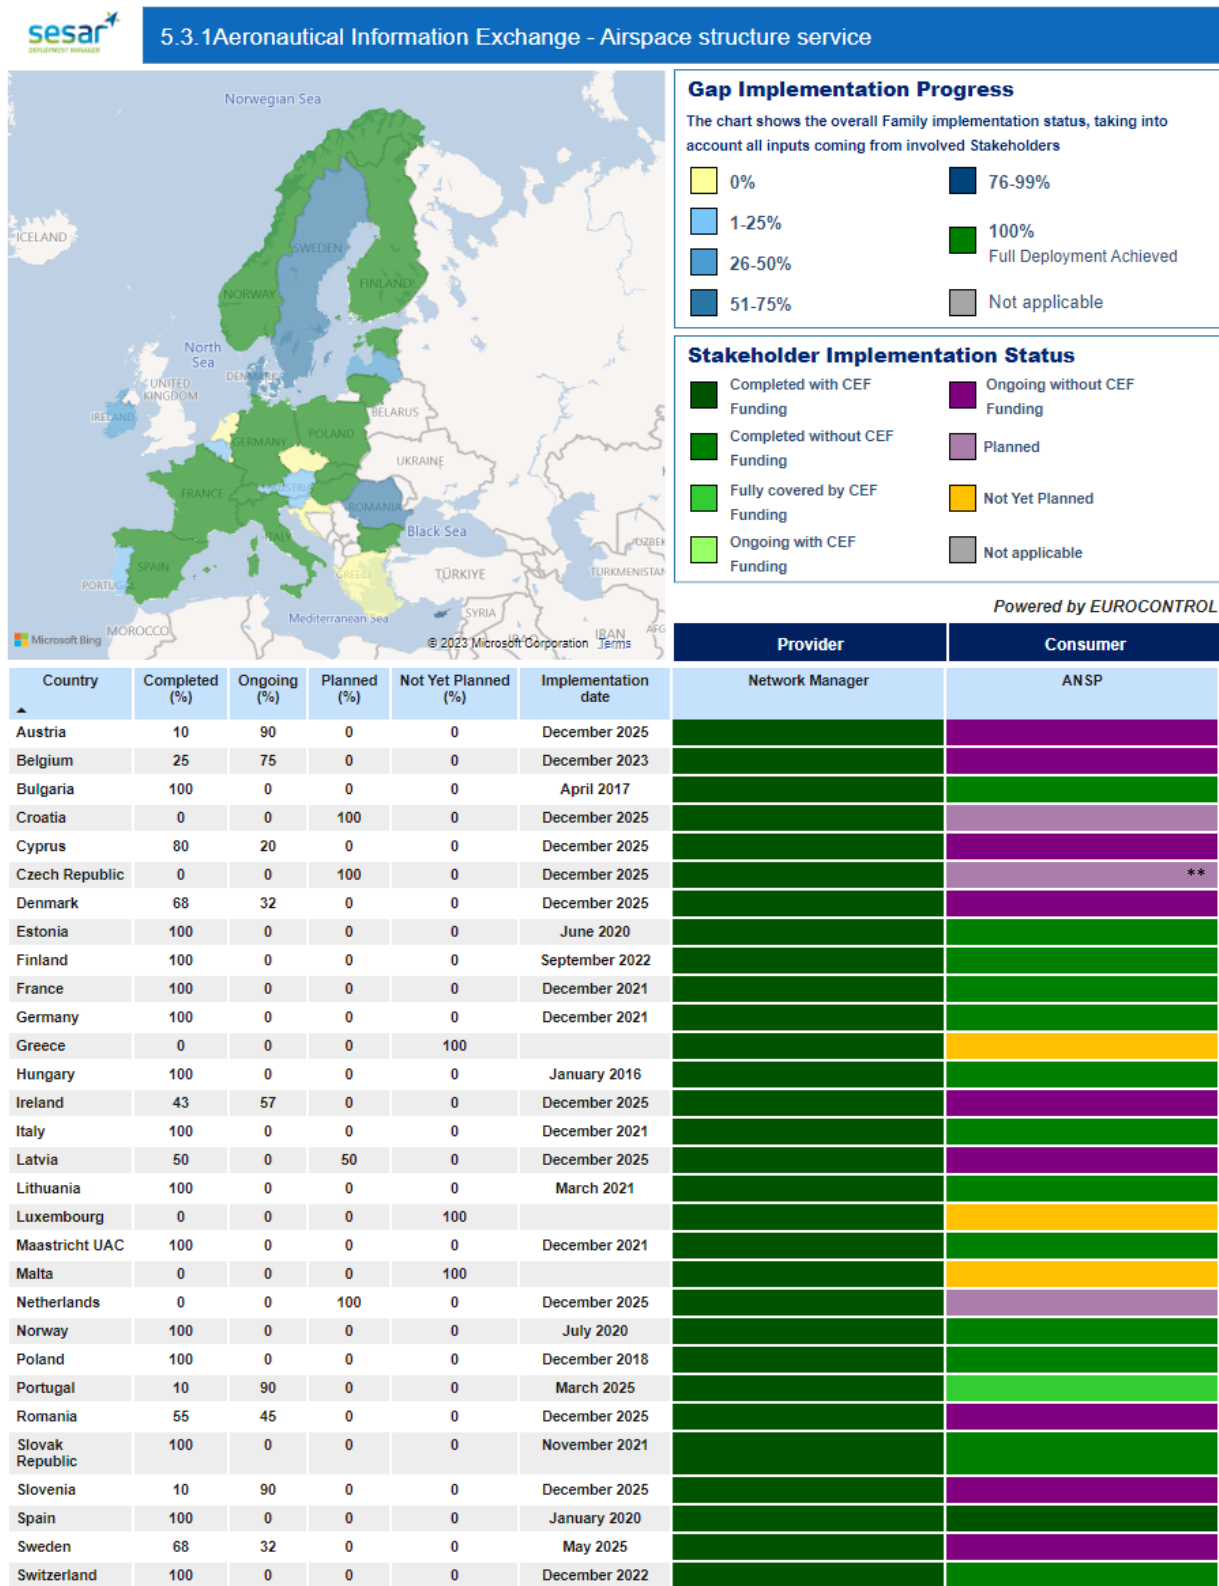 sesar
DEPLOYMENT MANAGER
5.3.1Aeronautical Information Exchange - Airspace structure service
Norwegian Sea
ICELAND
SWEDEN
FINLAND
NORWAY
North
Sea
DENMARK
UNITED
KINGDOM
IRELAND
BELARUS
POLAND
GERMANY
UKRAINE
FRANCE
AUSTRIA
ROMANIA
ITALY
Black Sea
UZBEK
SPAIN
PORTUGAL
GREECE
TÜRKIYE
TURKMENISTAN
Mediterranean Sea
SYRIA
MOROCCO
IRAQ
IRAN
AFG
Microsoft Bing
© 2023 Microsoft Corporation Terms
Gap Implementation Progress
The chart shows the overall Family implementation status, taking into
account all inputs coming from involved Stakeholders
0%
76-99%
1-25%
100%
Full Deployment Achieved
26-50%
51-75%
Not applicable
Stakeholder Implementation Status
Completed with CEF
Funding
Ongoing without CEF
Funding
Completed without CEF
Funding
Planned
Fully covered by CEF
Funding
Not Yet Planned
Ongoing with CEF
Funding
Not applicable
Powered by EUROCONTROL
Provider Consumer
Country Completed (%) Ongoing (%) Planned (%) Not Yet Planned (%) Implementation date Network Manager ANSP
Austria 10 90 0 0 December 2025
Belgium 25 75 0 0 December 2023
Bulgaria 100 0 0 0 April 2017
Croatia 0 0 100 0 December 2025
Cyprus 80 20 0 0 December 2025
Czech Republic 0 0 100 0 December 2025 **
Denmark 68 32 0 0 December 2025
Estonia 100 0 0 0 June 2020
Finland 100 0 0 0 September 2022
France 100 0 0 0 December 2021
Germany 100 0 0 0 December 2021
Greece 0 0 0 100
Hungary 100 0 0 0 January 2016
Ireland 43 57 0 0 December 2025
Italy 100 0 0 0 December 2021
Latvia 50 0 50 0 December 2025
Lithuania 100 0 0 0 March 2021
Luxembourg 0 0 0 100
Maastricht UAC 100 0 0 0 December 2021
Malta 0 0 0 100
Netherlands 0 0 100 0 December 2025
Norway 100 0 0 0 July 2020
Poland 100 0 0 0 December 2018
Portugal 10 90 0 0 March 2025
Romania 55 45 0 0 December 2025
Slovak Republic 100 0 0 0 November 2021
Slovenia 10 90 0 0 December 2025
Spain 100 0 0 0 January 2020
Sweden 68 32 0 0 May 2025
Switzerland 100 0 0 0 December 2022